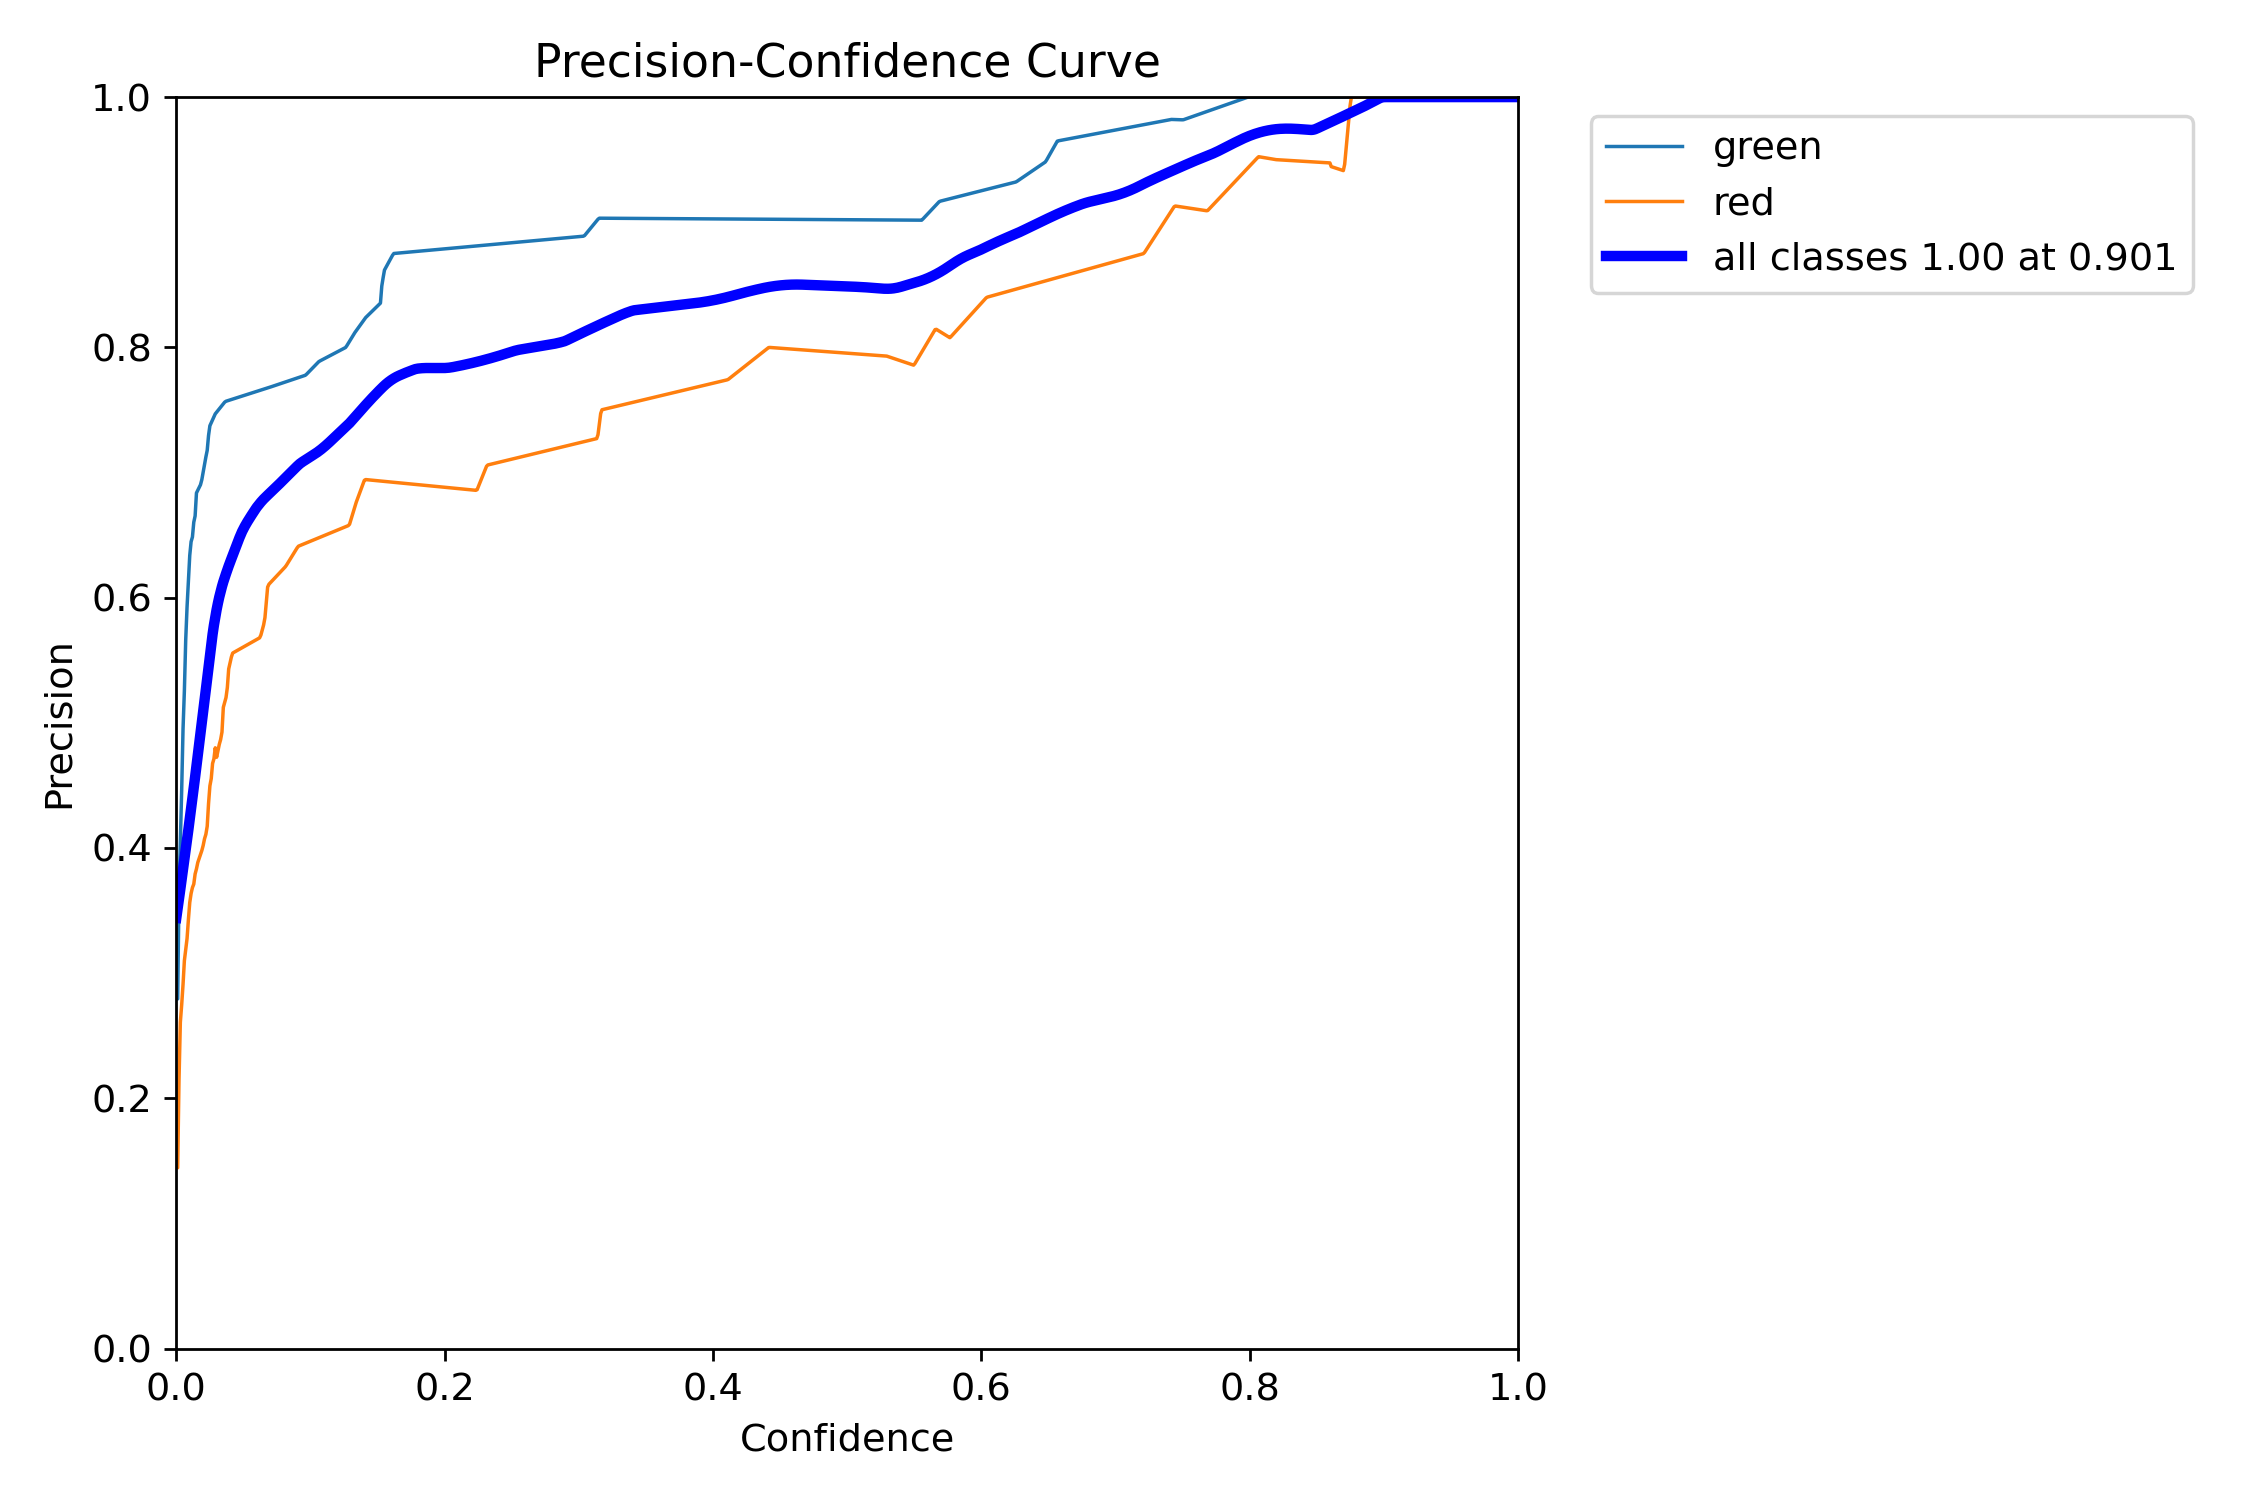 Precision-Confidence Curve
1.0
0.8
0.6
0.4
0.2
0.0
Precision
0.0 0.2 0.4 0.6 0.8 1.0
Confidence
green
red
all classes 1.00 at 0.901